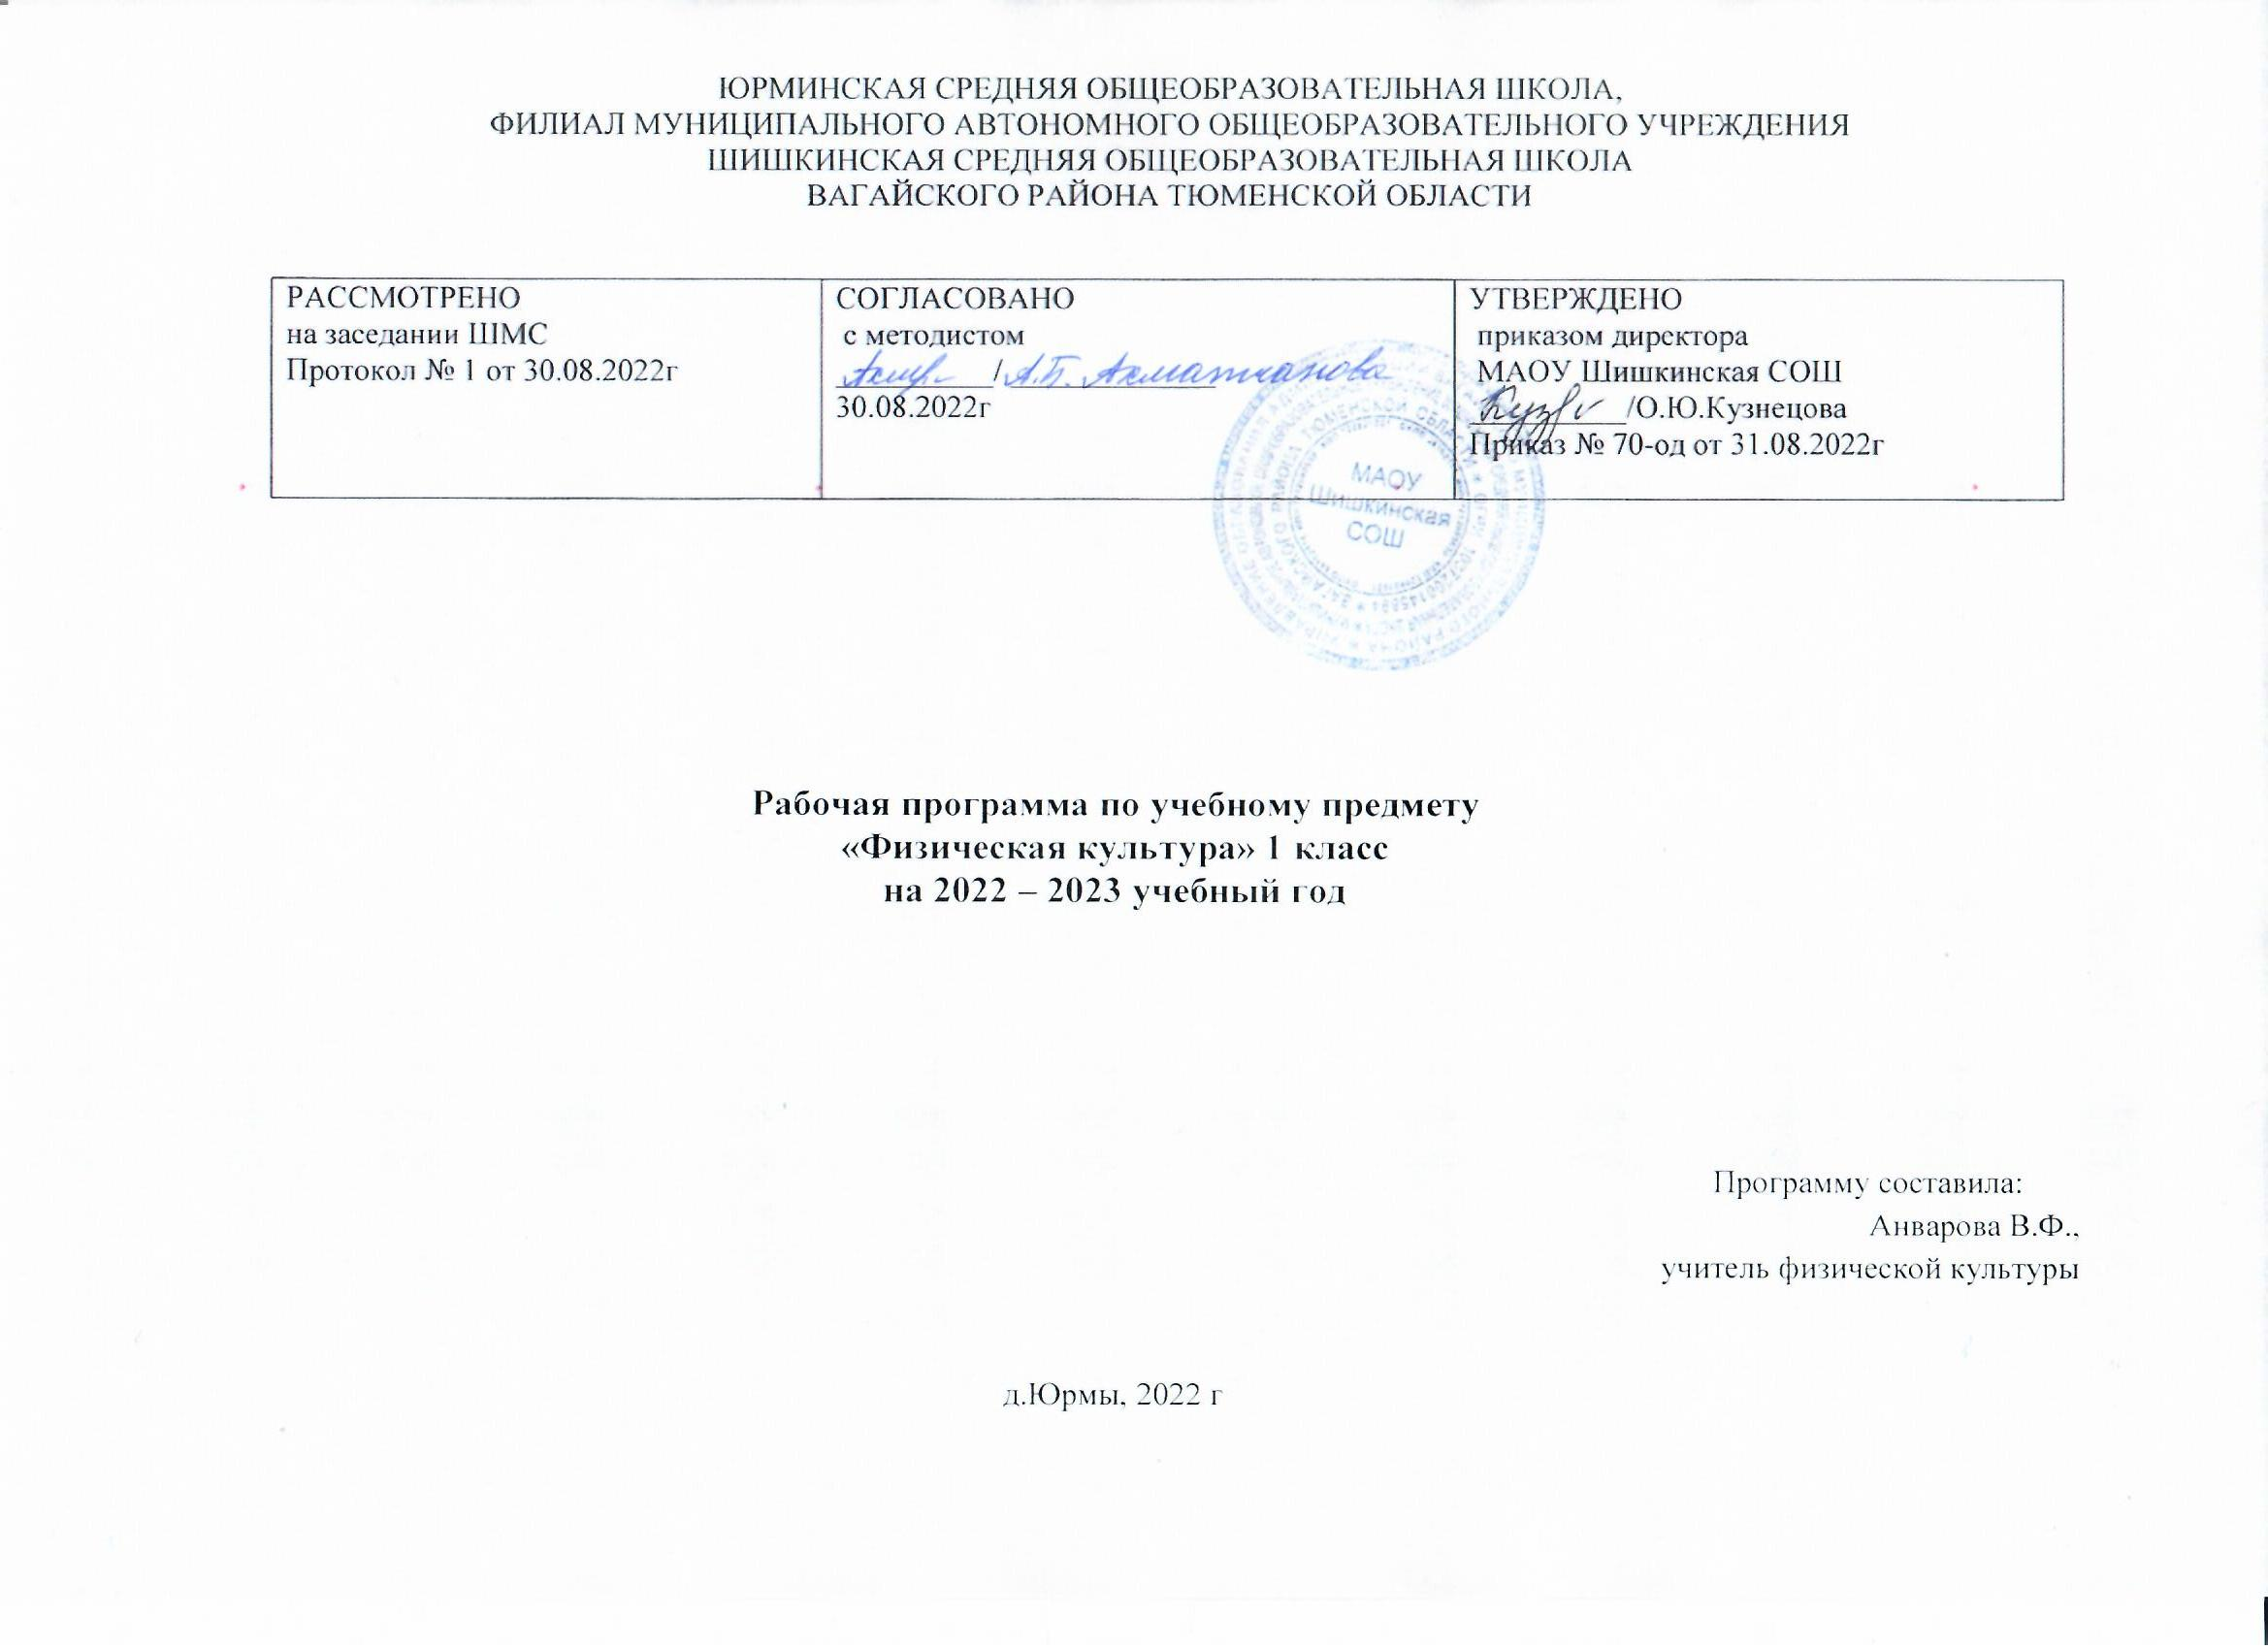 ЮРМИНСКАЯ СРЕДНЯЯ ОБЩЕОБРАЗОВАТЕЛЬНАЯ ШКОЛА,
ФИЛИАЛ МУНИЦИПАЛЬНОГО АВТОНОМНОГО ОБЩЕОБРАЗОВАТЕЛЬНОГО УЧРЕЖДЕНИЯ
ШИШКИНСКАЯ СРЕДНЯЯ ОБЩЕОБРАЗОВАТЕЛЬНАЯ ШКОЛА
ВАГАЙСКОГО РАЙОНА ТЮМЕНСКОЙ ОБЛАСТИ
РАССМОТРЕНО
на заседании ШМС
Протокол № 1 от 30.08.2022г
СОГЛАСОВАНО
с методистом
/ А.Б. Акматханова
30.08.2022г
УТВЕРЖДЕНО
приказом директора
МАОУ Шишкинская СОШ
/О.Ю.Кузнецова
Приказ № 70-од от 31.08.2022г
МАОУ
Шишкинская
СОШ
Рабочая программа по учебному предмету
«Физическая культура» 1 класс
на 2022 – 2023 учебный год
Программу составила:
Анварова В.Ф.,
учитель физической культуры
д.Юрмы, 2022 г